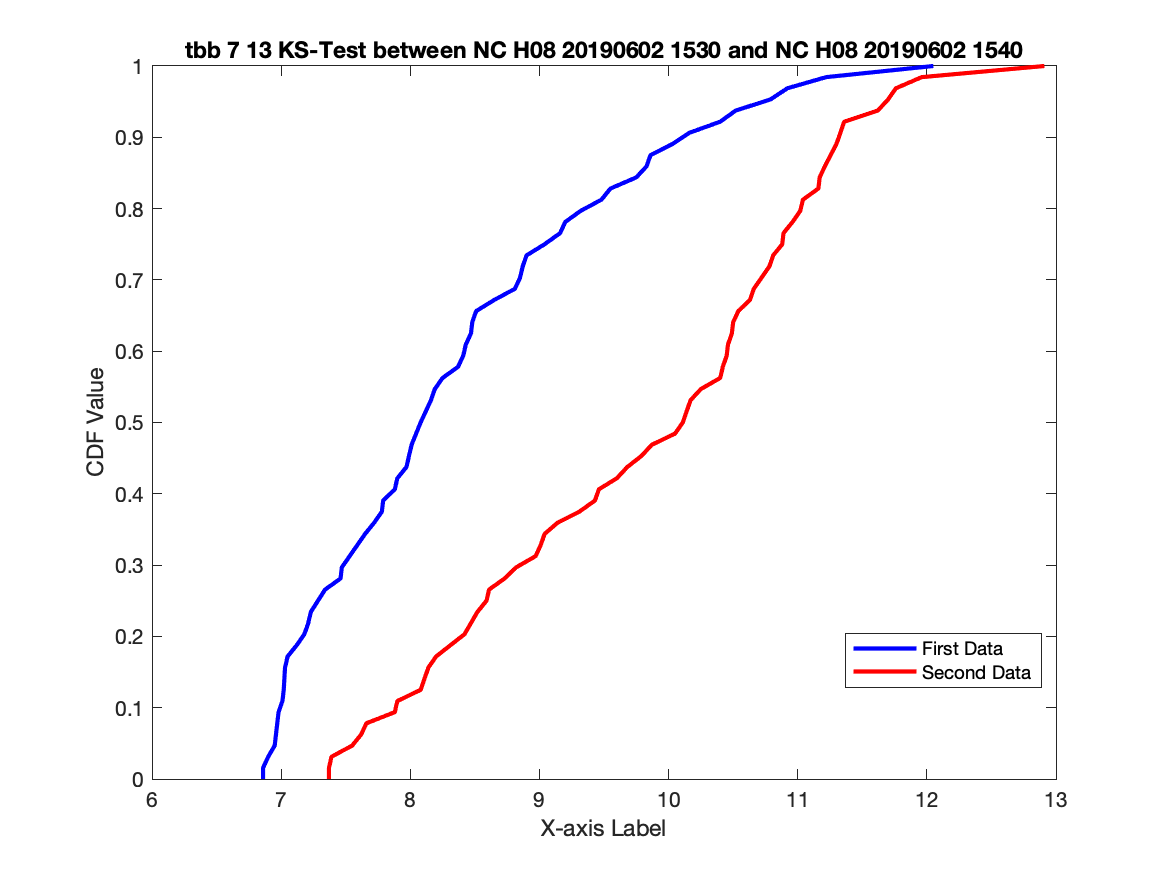 tbb 7 13 KS-Test between NC H08 20190602 1530 and NC H08 20190602 1540
1
0.9
0.8
0.7
0.6
0.5
0.4
0.3
0.2
0.1
0
CDF Value
First Data
Second Data
6 7 8 9 10 11 12 13
X-axis Label